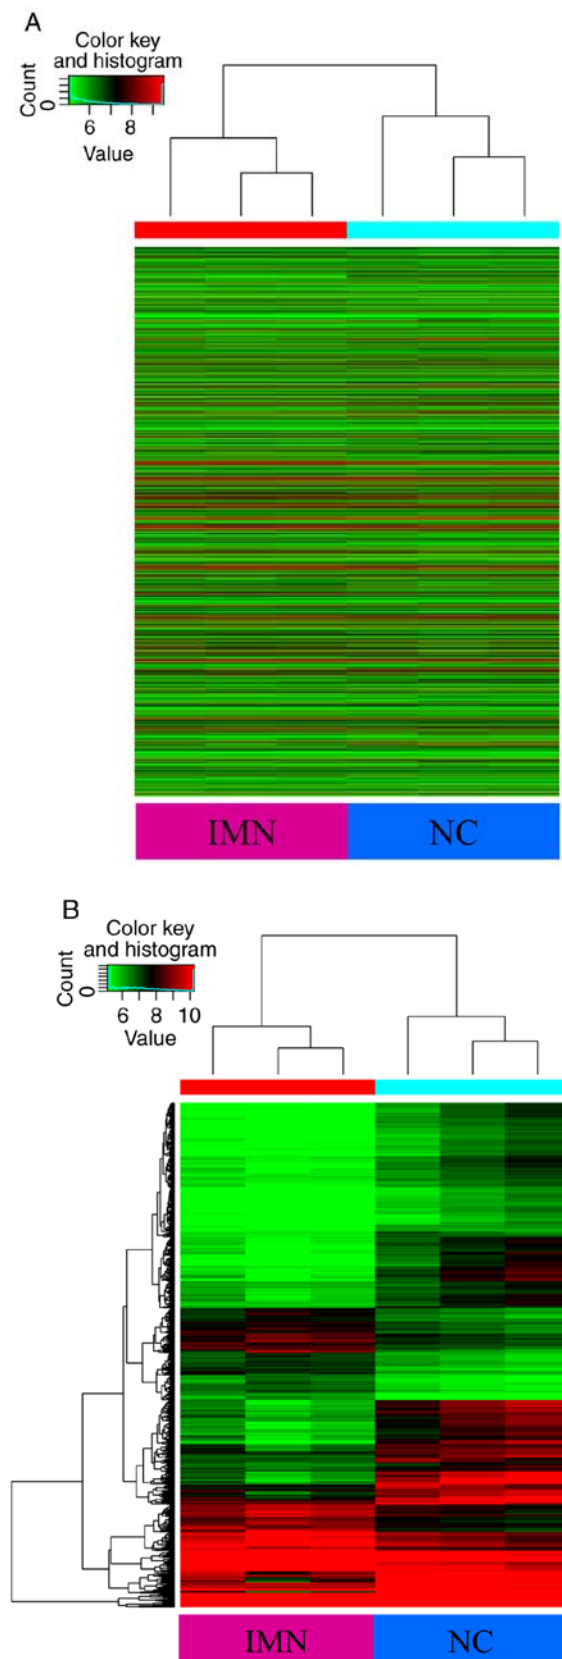 A
Color key
and histogram
Count
0
6 8
Value
IMN NC
B
Color key
and histogram
Count
0
6 8 10
Value
IMN NC